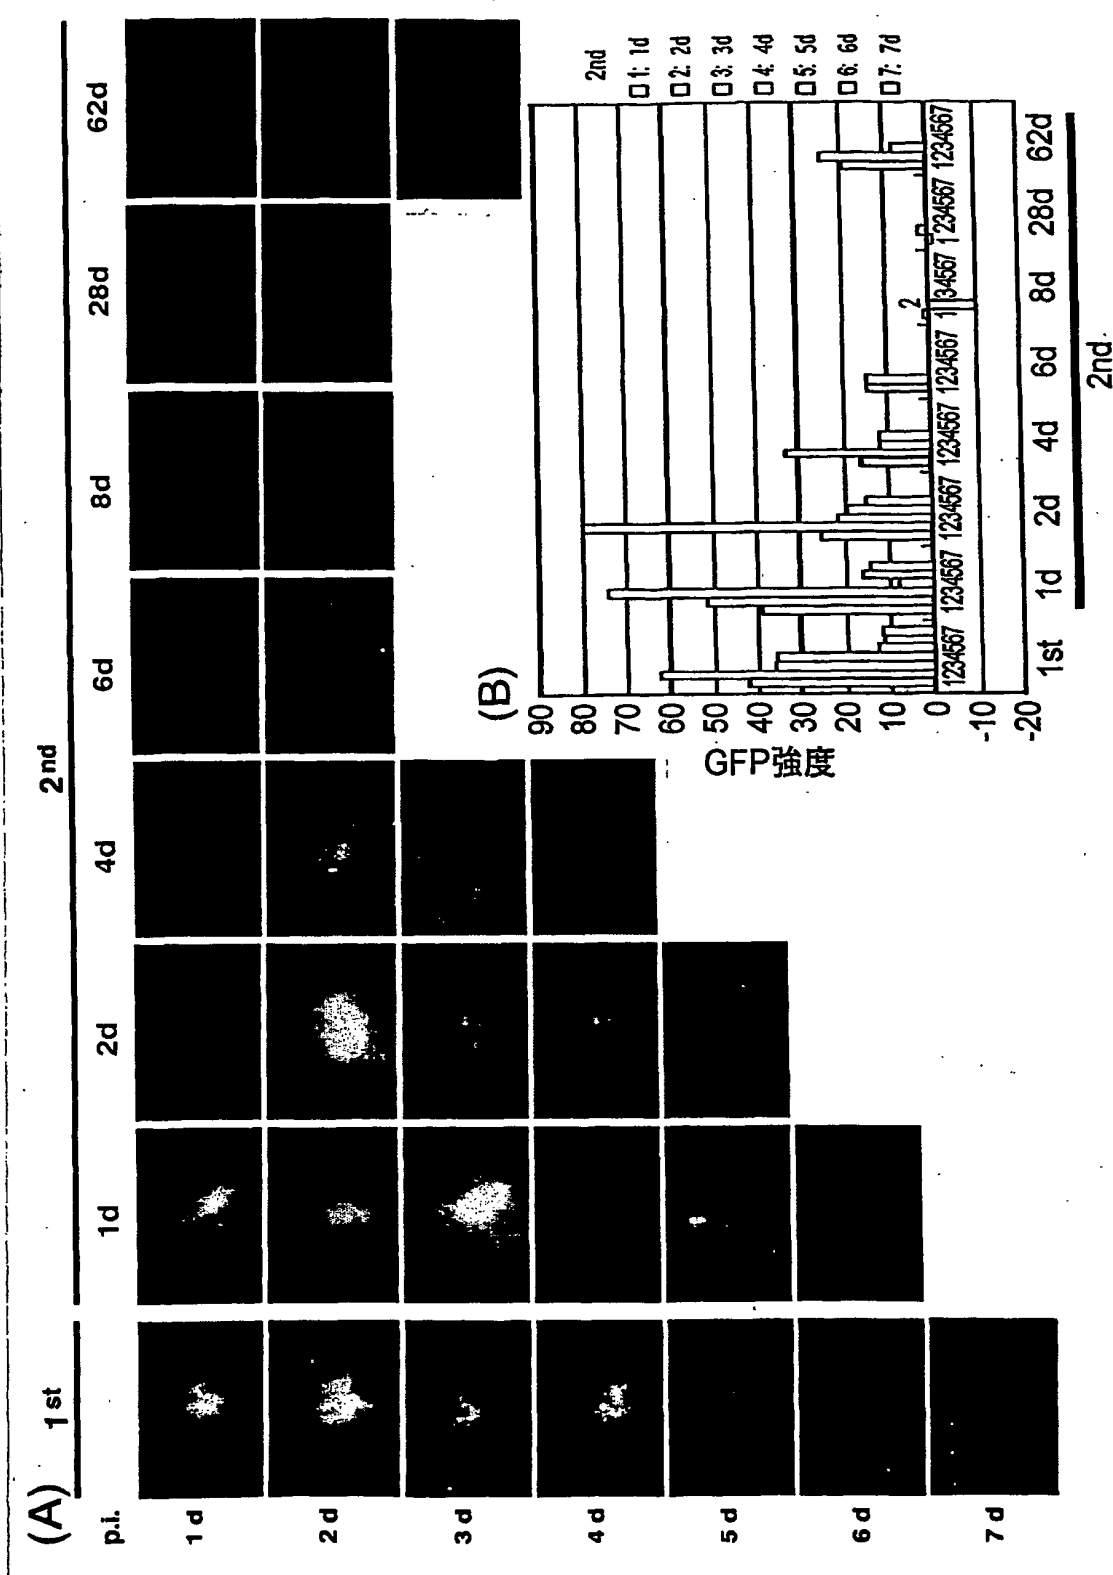 (A)
1st
2nd
p.i.
1d
2d
4d
6d
8d
28d
62d
1 d
2 d
3 d
4 d
5 d
6 d
7 d
(B)
GFP強度
90
80
70
60
50
40
30
20
10
0
-10
-20
1234567 1234567 1234567 1234567 1234567 1 34567 1234567 1234567
2
1st 1d 2d 4d 6d 8d 28d 62d
2nd
2nd
1: 1d
2: 2d
3: 3d
4: 4d
5: 5d
6: 6d
7: 7d